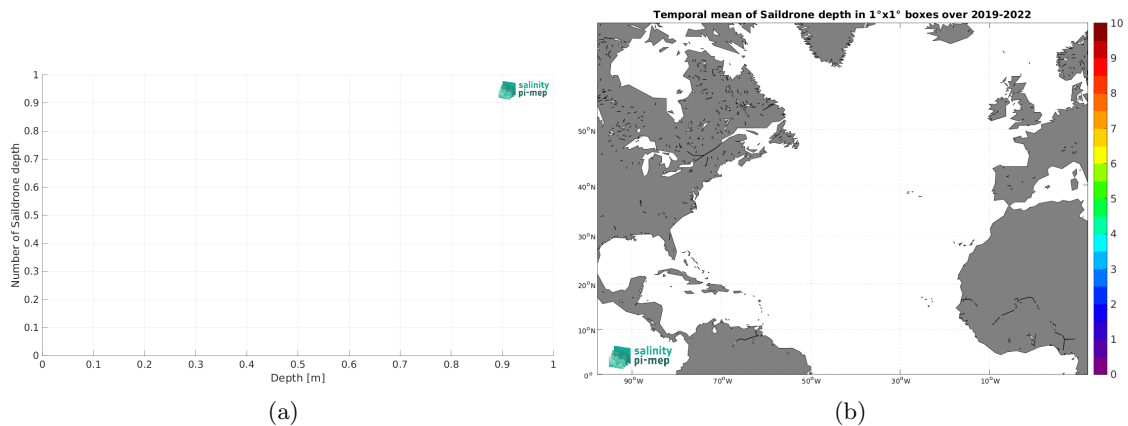 Temporal mean of Saildrone depth in 1°x1° boxes over 2019-2022
Number of Saildrone depth
1
0.9
0.8
0.7
0.6
0.5
0.4
0.3
0.2
0.1
0
0 0.1 0.2 0.3 0.4 0.5 0.6 0.7 0.8 0.9 1
Depth [m]
salinity
pi-mep
50°N
40°N
30°N
20°N
10°N
0°
90°W 70°W 50°W 30°W 10°W
salinity
pi-mep
10
9
8
7
6
5
4
3
2
1
0
(a)
(b)